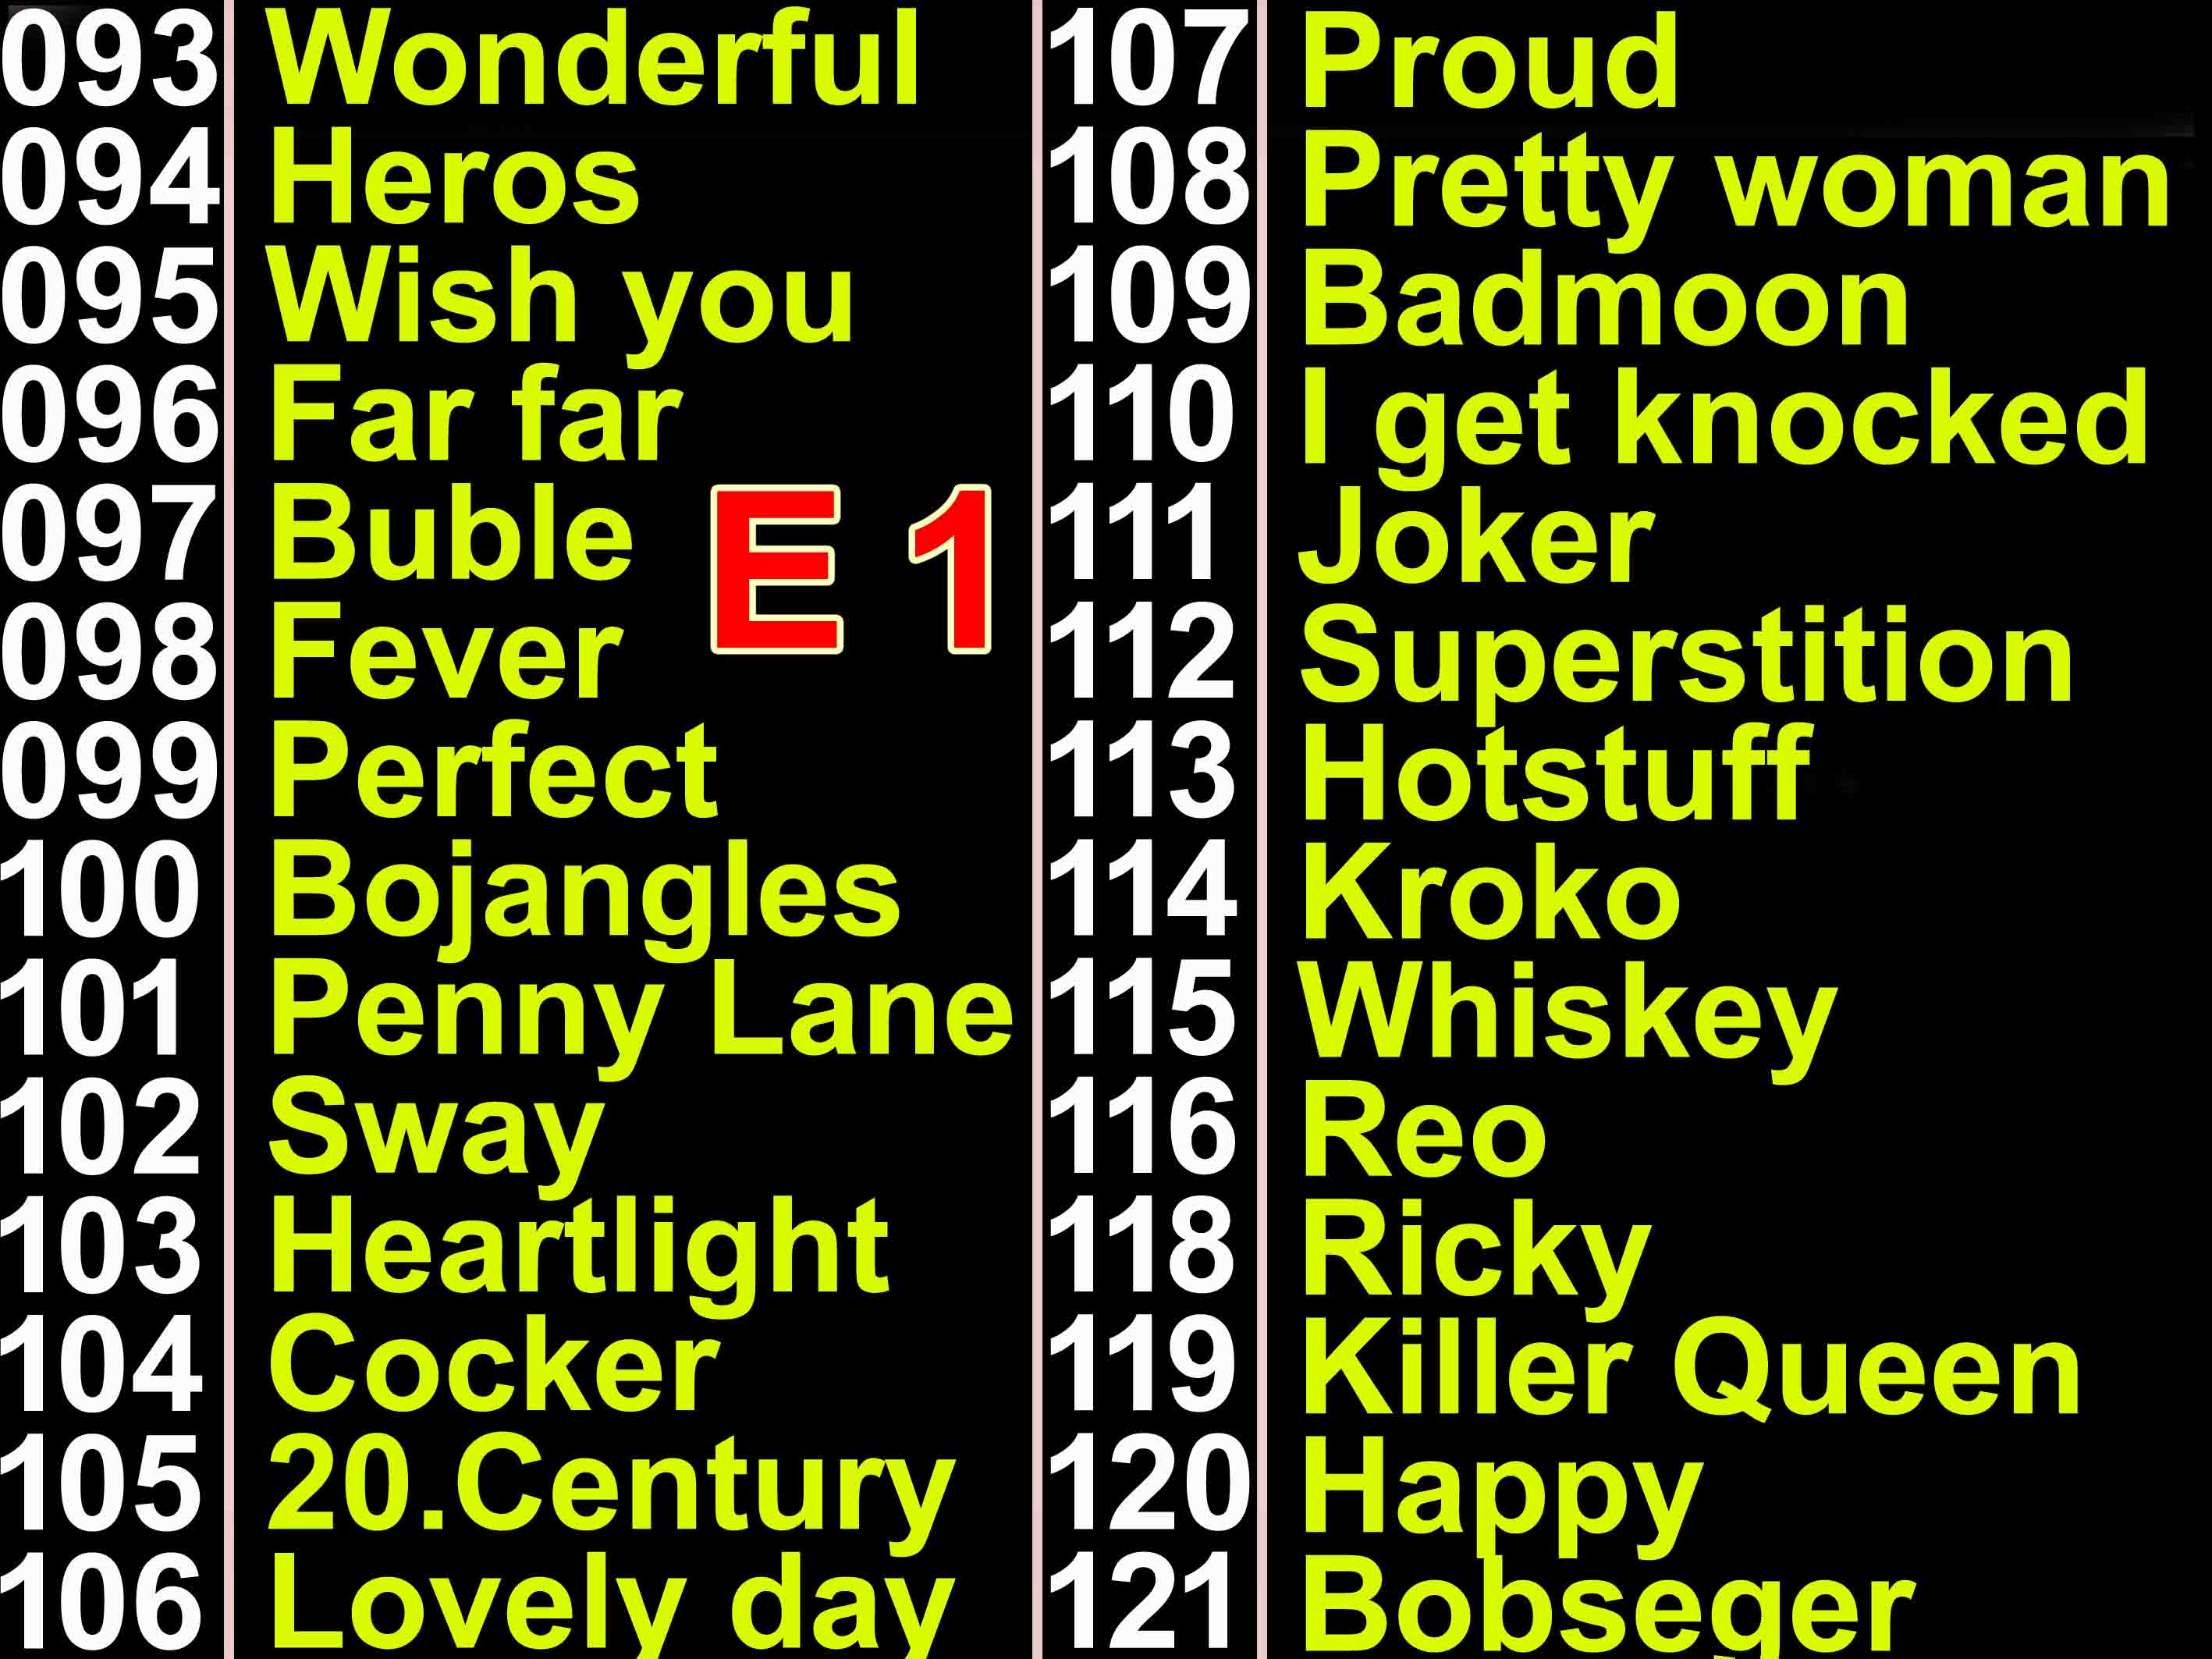 093 Wonderful
094 Heros
095 Wish you
096 Far far
097 Buble
098 Fever
E 1
099 Perfect
100 Bojangles
101 Penny Lane
102 Sway
103 Heartlight
104 Cocker
105 20.Century
106 Lovely day
107 Proud
108 Pretty woman
109 Badmoon
110 I get knocked
111 Joker
112 Superstition
113 Hotstuff
114 Kroko
115 Whiskey
116 Reo
118 Ricky
119 Killer Queen
120 Happy
121 Bobseger